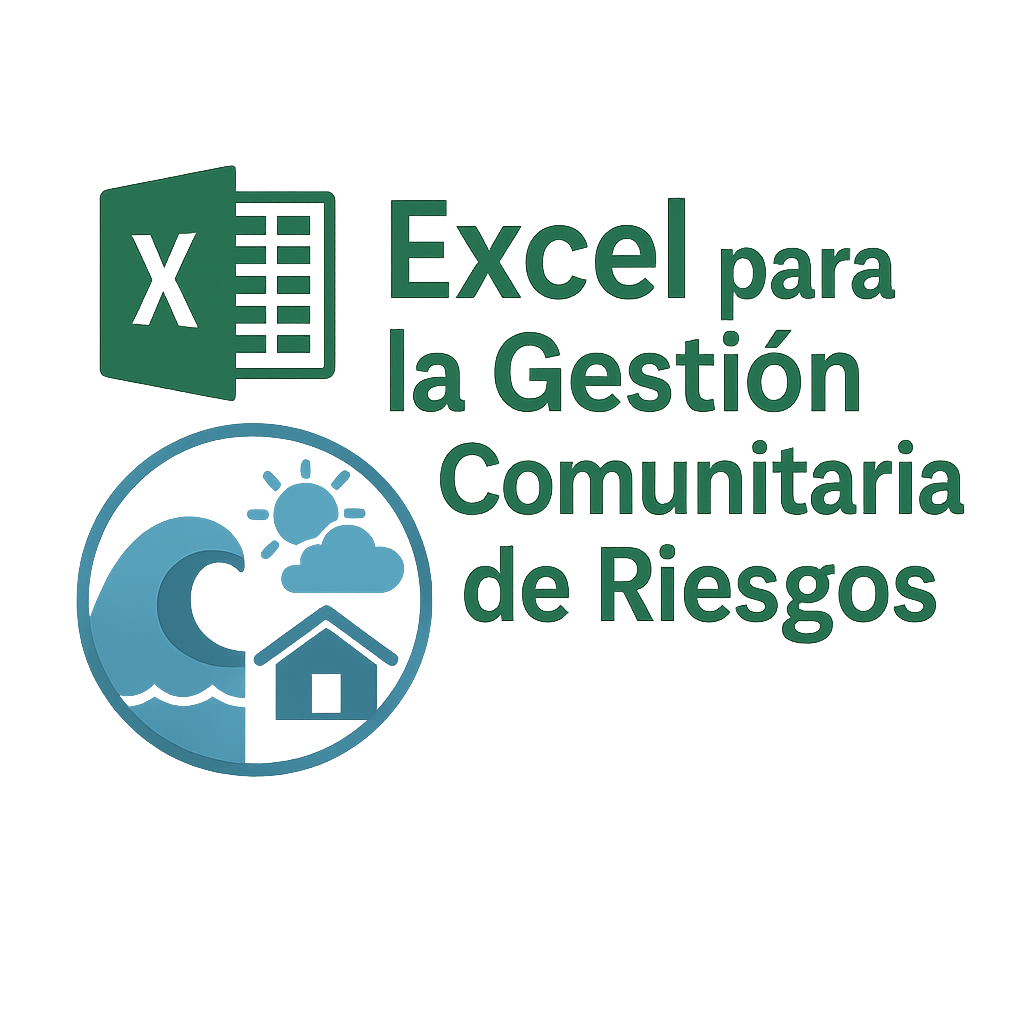 X
Excel para
la Gestión
Comunitaria
de Riesgos